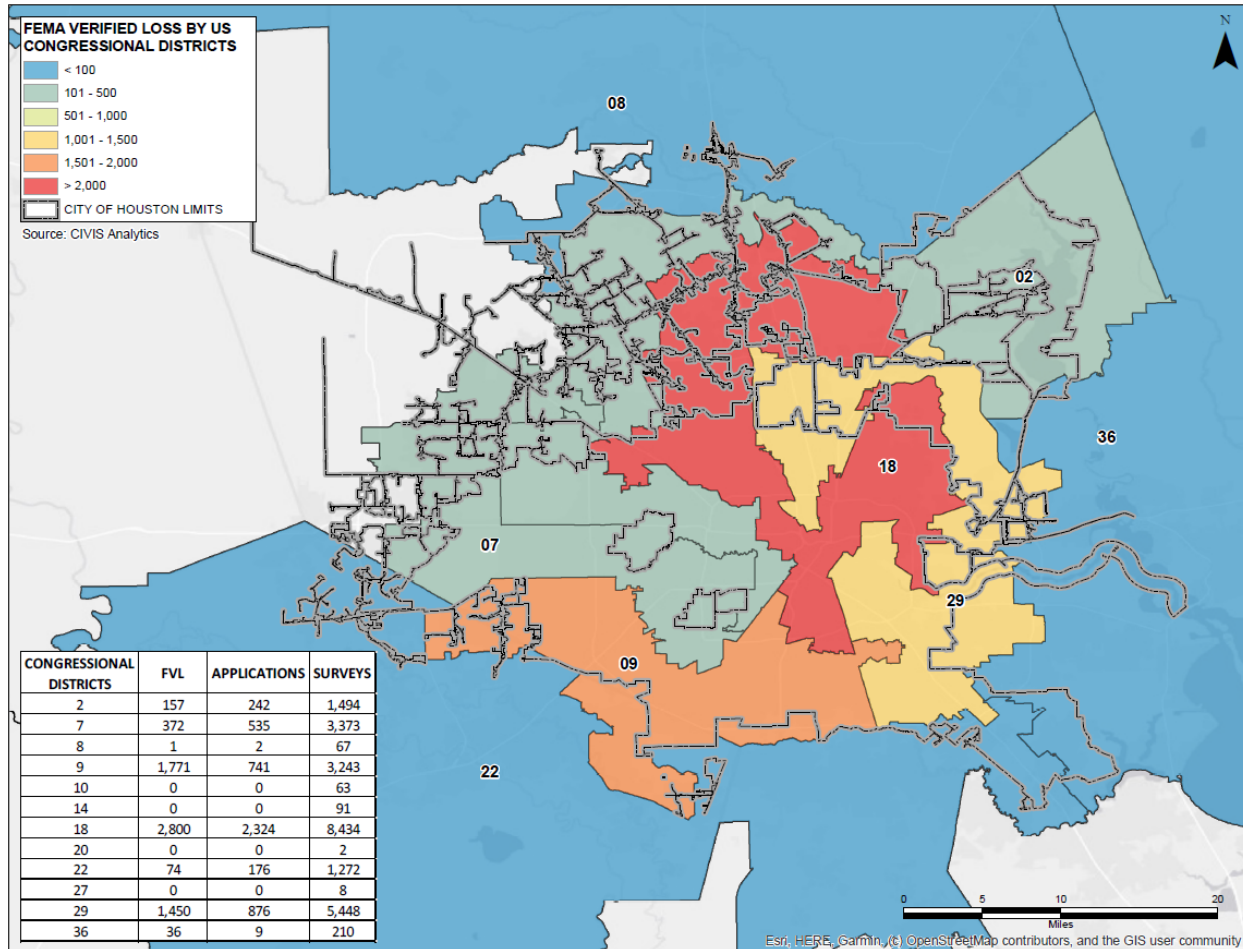 FEMA VERIFIED LOSS BY US
CONGRESSIONAL DISTRICTS
< 100
101 - 500
501 - 1,000
1,001 - 1,500
1,501 - 2,000
> 2,000
CITY OF HOUSTON LIMITS
Source: CIVIS Analytics
N
08
02
36
18
07
29
09
22
CONGRESSIONAL DISTRICTS FVL APPLICATIONS SURVEYS
2 157 242 1,494
7 372 535 3,373
8 1 2 67
9 1,771 741 3,243
10 0 0 63
14 0 0 91
18 2,800 2,324 8,434
20 0 0 2
22 74 176 1,272
27 0 0 8
29 1,450 876 5,448
36 36 9 210
0 5 10 20
Miles
Esri, HERE, Garmin, (c) OpenStreetMap contributors, and the GIS user community